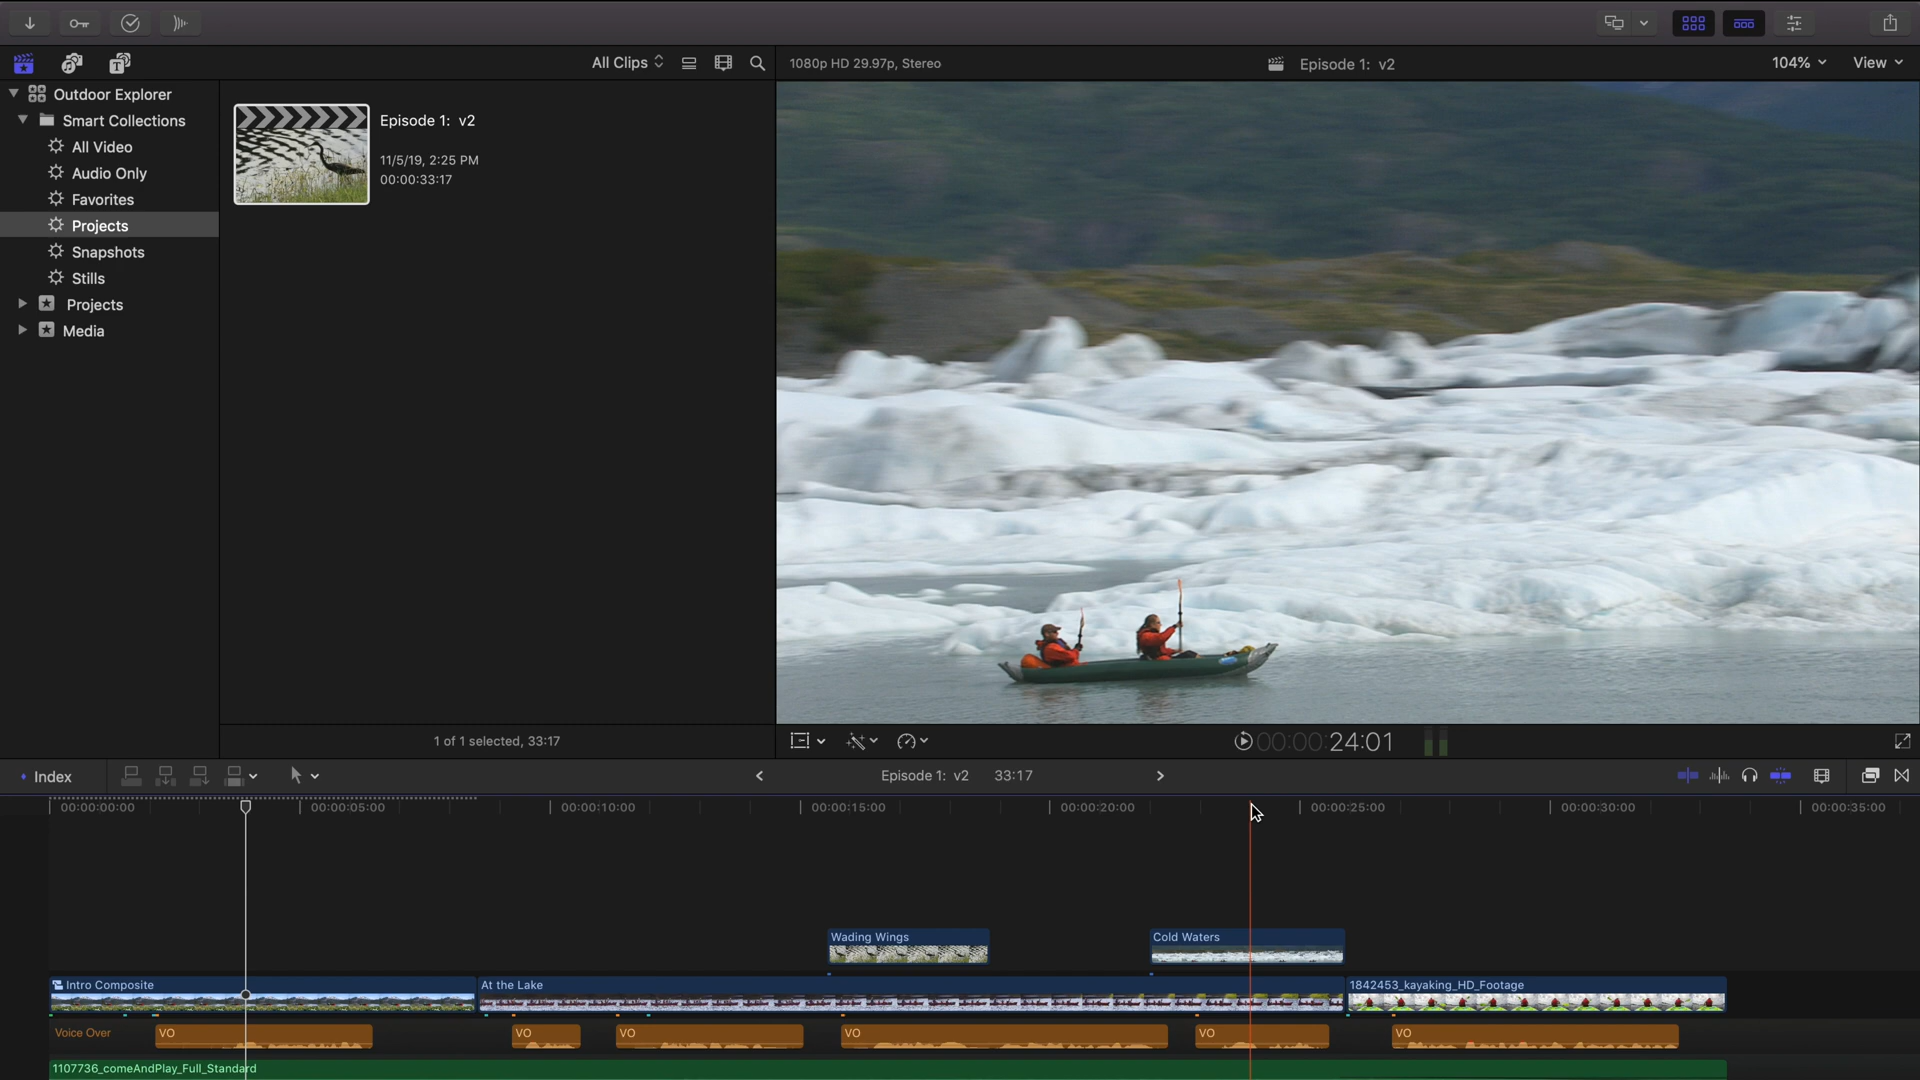 All Clips
1080p HD 29.97p, Stereo
Episode 1: v2
104%
View
Outdoor Explorer
Smart Collections
All Video
Audio Only
Favorites
Projects
Snapshots
Stills
Projects
Media
Episode 1: v2
11/5/19, 2:25 PM
00:00:33:17
1 of 1 selected, 33:17
00:00:24:01
Index
Episode 1: v2
33:17
00:00:00:00
00:00:05:00
00:00:10:00
00:00:15:00
00:00:20:00
00:00:25:00
00:00:30:00
00:00:35:00
Wading Wings
Cold Waters
Intro Composite
At the Lake
1842453_kayaking_HD_Footage
Voice Over
VO
VO
VO
VO
VO
VO
1107736_comeAndPlay_Full_Standard